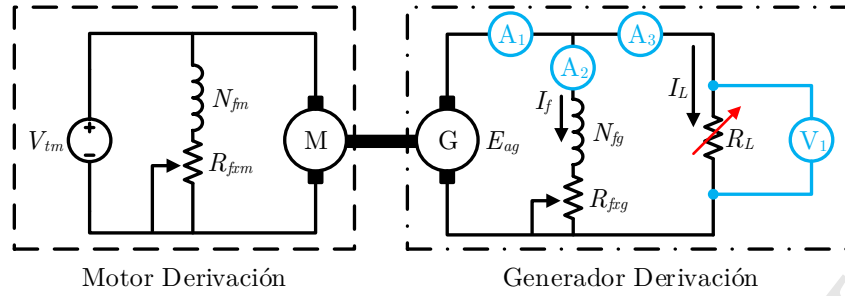 A1
A3
A2
Nfm
If
IL
Vtm
M
G
Eag
Nfg
RL
V1
Rfxm
Rfxg
Motor Derivación
Generador Derivación